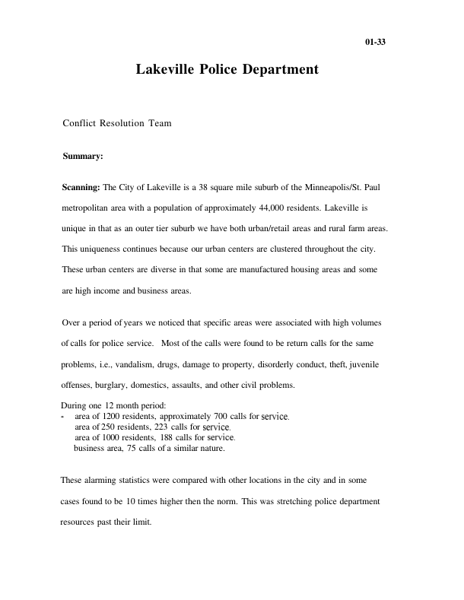 01-33
Lakeville Police Department
Conflict Resolution Team
Summary:
Scanning: The City of Lakeville is a 38 square mile suburb of the Minneapolis/St. Paul
metropolitan area with a population of approximately 44,000 residents. Lakeville is
unique in that as an outer tier suburb we have both urban/retail areas and rural farm areas.
This uniqueness continues because our urban centers are clustered throughout the city.
These urban centers are diverse in that some are manufactured housing areas and some
are high income and business areas.
Over a period of years we noticed that specific areas were associated with high volumes
of calls for police service. Most of the calls were found to be return calls for the same
problems, i.e., vandalism, drugs, damage to property, disorderly conduct, theft, juvenile
offenses, burglary, domestics, assaults, and other civil problems.
During one 12 month period:
- area of 1200 residents, approximately 700 calls for service.
area of 250 residents, 223 calls for service.
area of 1000 residents, 188 calls for service.
business area, 75 calls of a similar nature.
These alarming statistics were compared with other locations in the city and in some
cases found to be 10 times higher then the norm. This was stretching police department
resources past their limit.